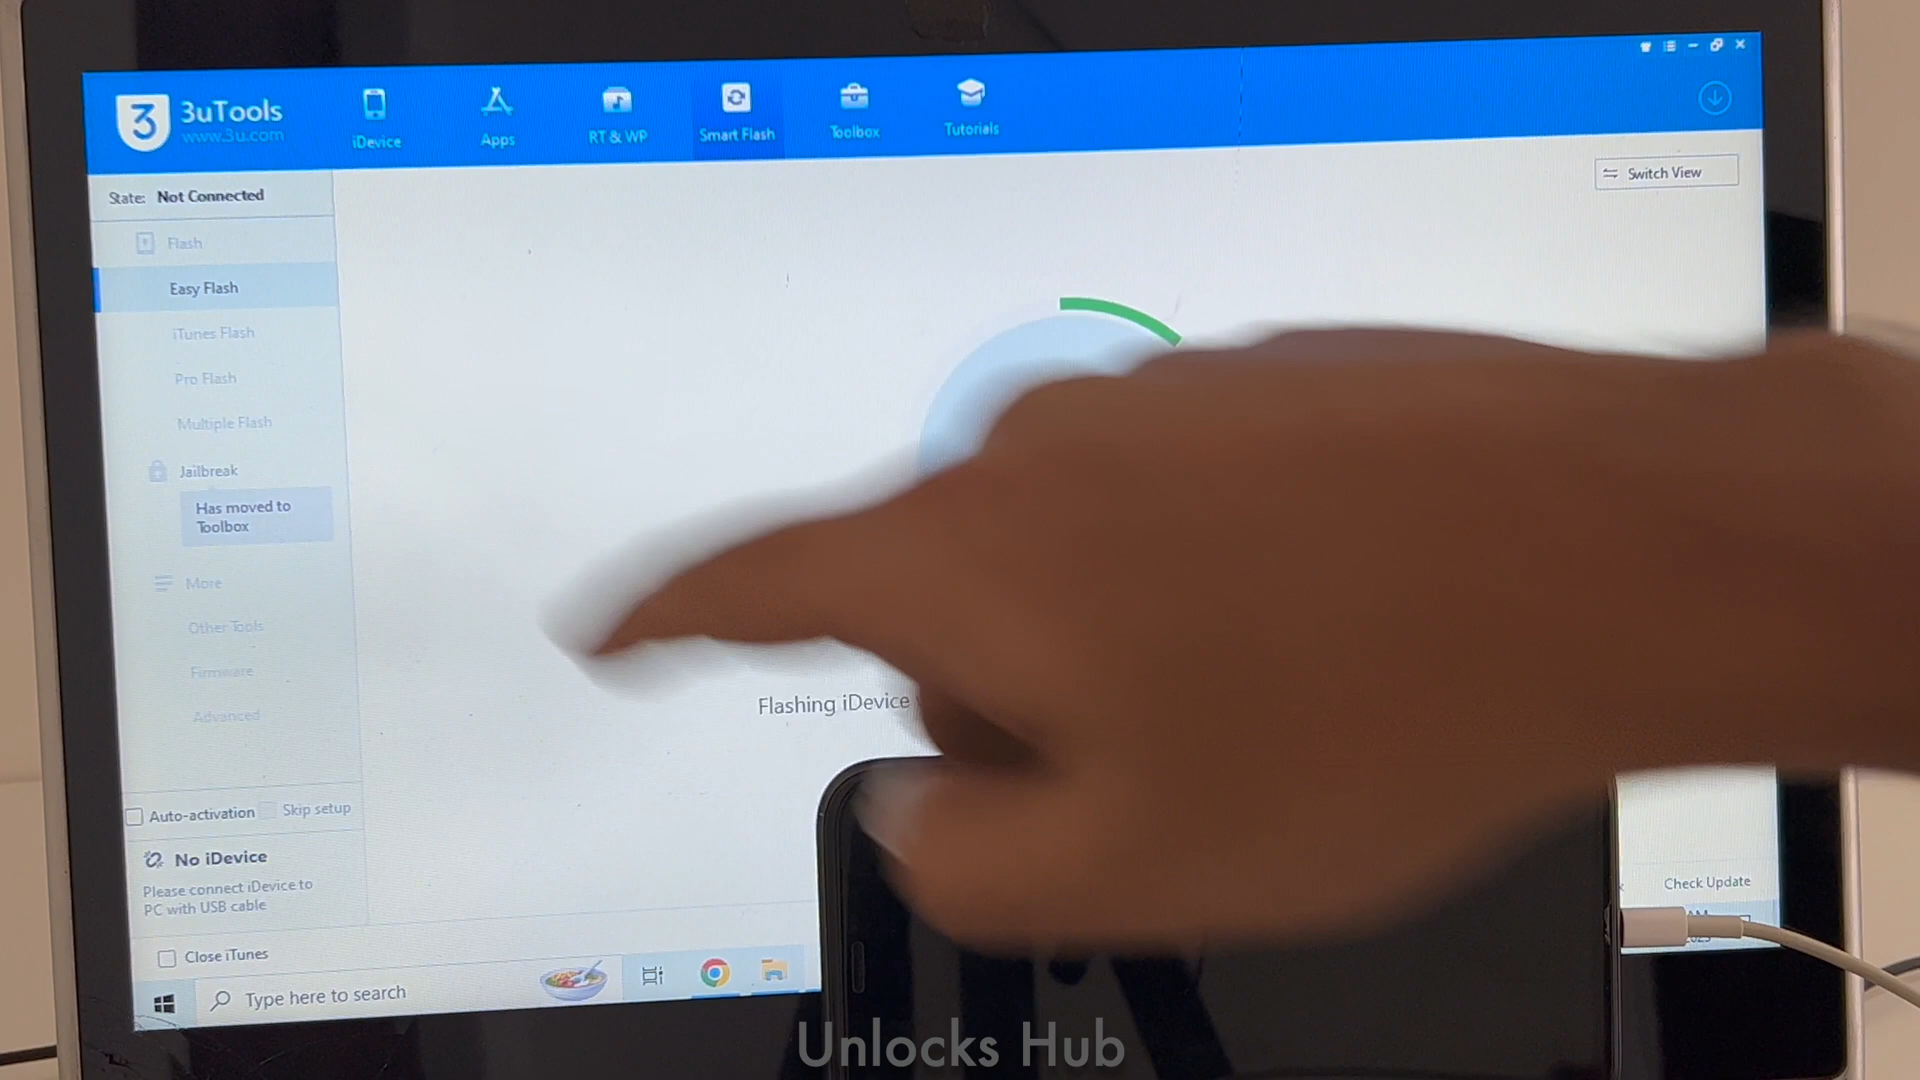 3 3uTools
www.3u.com
iDevice
Apps
RT & WP
Smart Flash
Toolbox
Tutorials
Switch View
State: Not Connected
Flash
Easy Flash
iTunes Flash
Pro Flash
Multiple Flash
Jailbreak
Has moved to
Toolbox
More
Other Tools
Firmware
Advanced
Flashing iDevice
Auto-activation Skip setup
No iDevice
Please connect iDevice to
PC with USB cable
Check Update
Close iTunes
Type here to search
Unlocks Hub